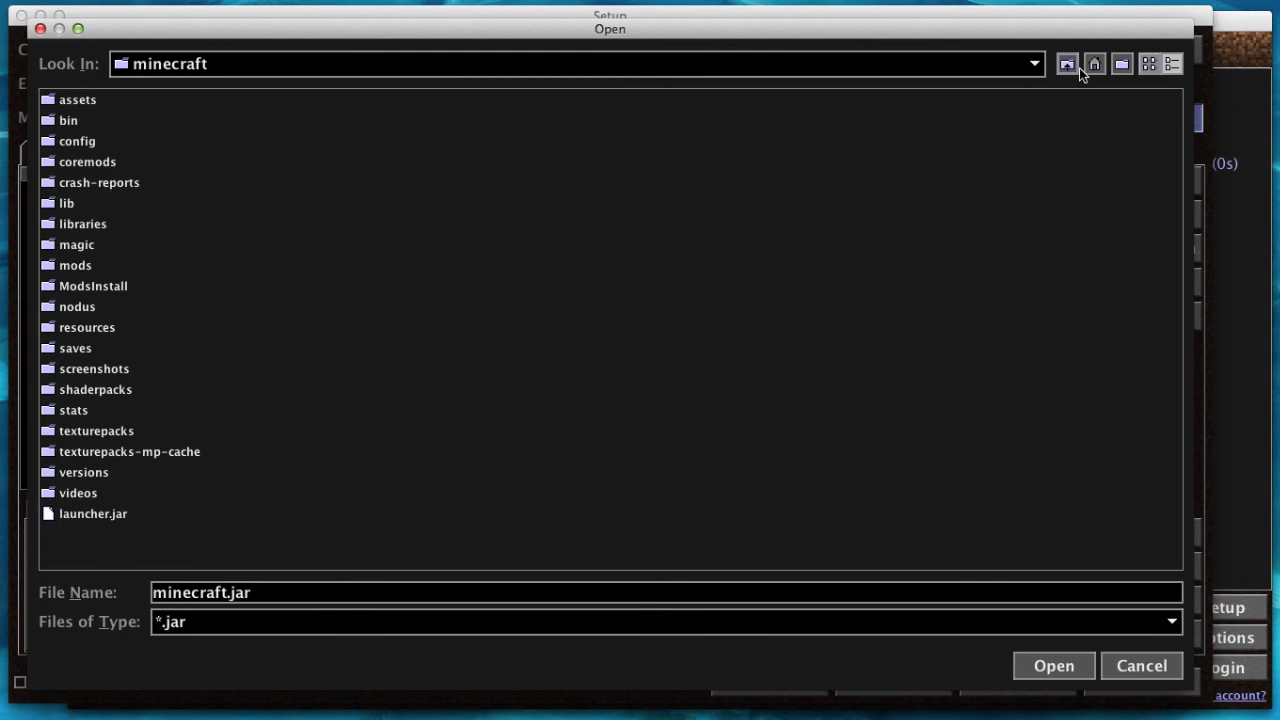 Setup
Open
Look In: minecraft
assets
bin
config
coremods
crash-reports
lib
libraries
magic
mods
ModsInstall
nodus
resources
saves
screenshots
shaderpacks
stats
texturepacks
texturepacks-mp-cache
versions
videos
launcher.jar
File Name: minecraft.jar
Files of Type: *.jar
Open Cancel
(0s)
etup
tions
ogin
account?